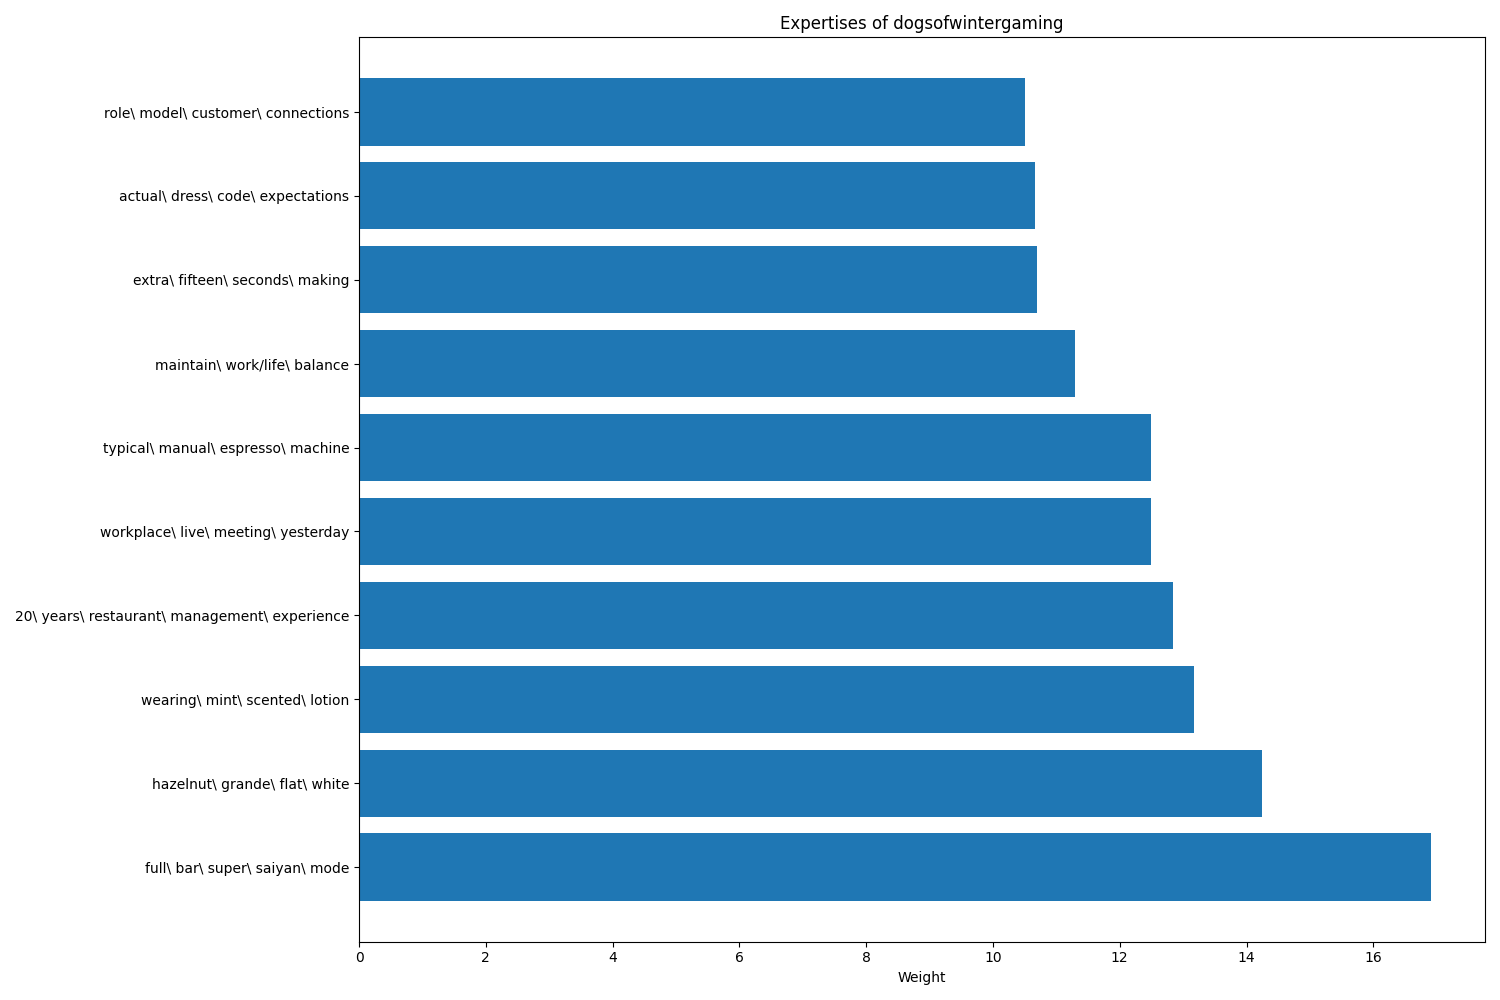 Expertises of dogsofwintergaming
role\ model\ customer\ connections
actual\ dress\ code\ expectations
extra\ fifteen\ seconds\ making
maintain\ work/life\ balance
typical\ manual\ espresso\ machine
workplace\ live\ meeting\ yesterday
20\ years\ restaurant\ management\ experience
wearing\ mint\ scented\ lotion
hazelnut\ grande\ flat\ white
full\ bar\ super\ saiyan\ mode
0 2 4 6 8 10 12 14 16
Weight